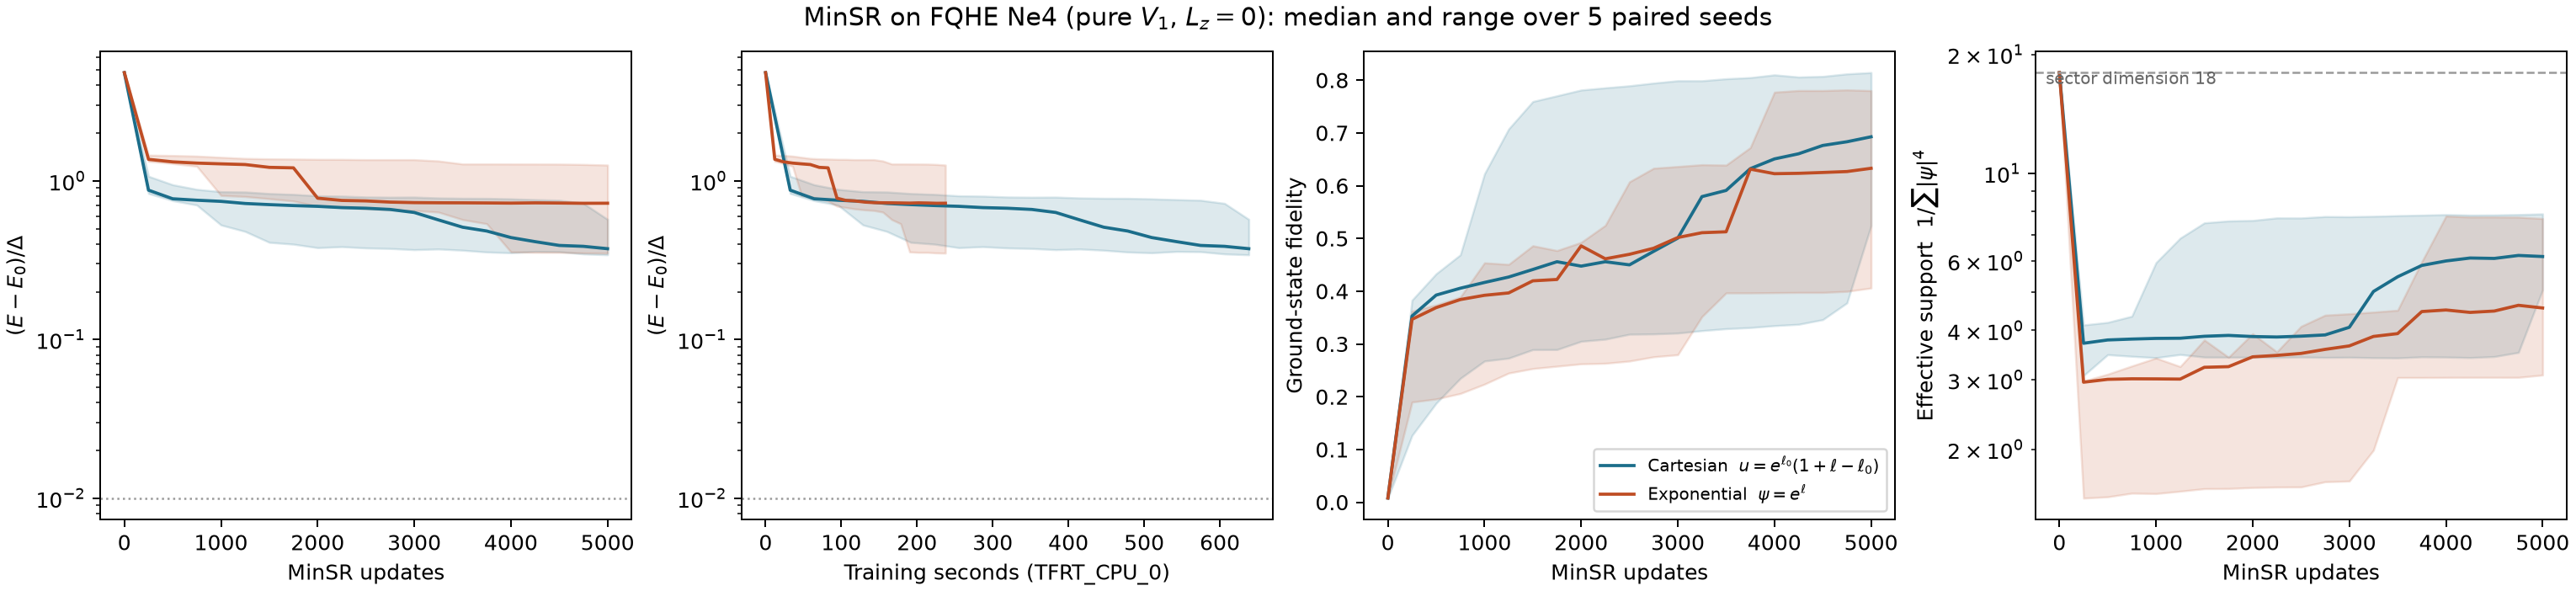 MinSR on FQHE Ne4 (pure V₁, L_z = 0): median and range over 5 paired seeds
(E − E₀)/Δ
10⁰
10⁻¹
10⁻²
0 1000 2000 3000 4000 5000
MinSR updates
(E − E₀)/Δ
10⁰
10⁻¹
10⁻²
0 100 200 300 400 500 600
Training seconds (TFRT_CPU_0)
Ground-state fidelity
0.8
0.7
0.6
0.5
0.4
0.3
0.2
0.1
0.0
Cartesian u = e^{ℓ₀}(1 + ℓ − ℓ₀)
Exponential ψ = e^ℓ
0 1000 2000 3000 4000 5000
MinSR updates
Effective support 1/∑|ψ|⁴
2 × 10¹
sector dimension 18
10¹
6 × 10⁰
4 × 10⁰
3 × 10⁰
2 × 10⁰
0 1000 2000 3000 4000 5000
MinSR updates